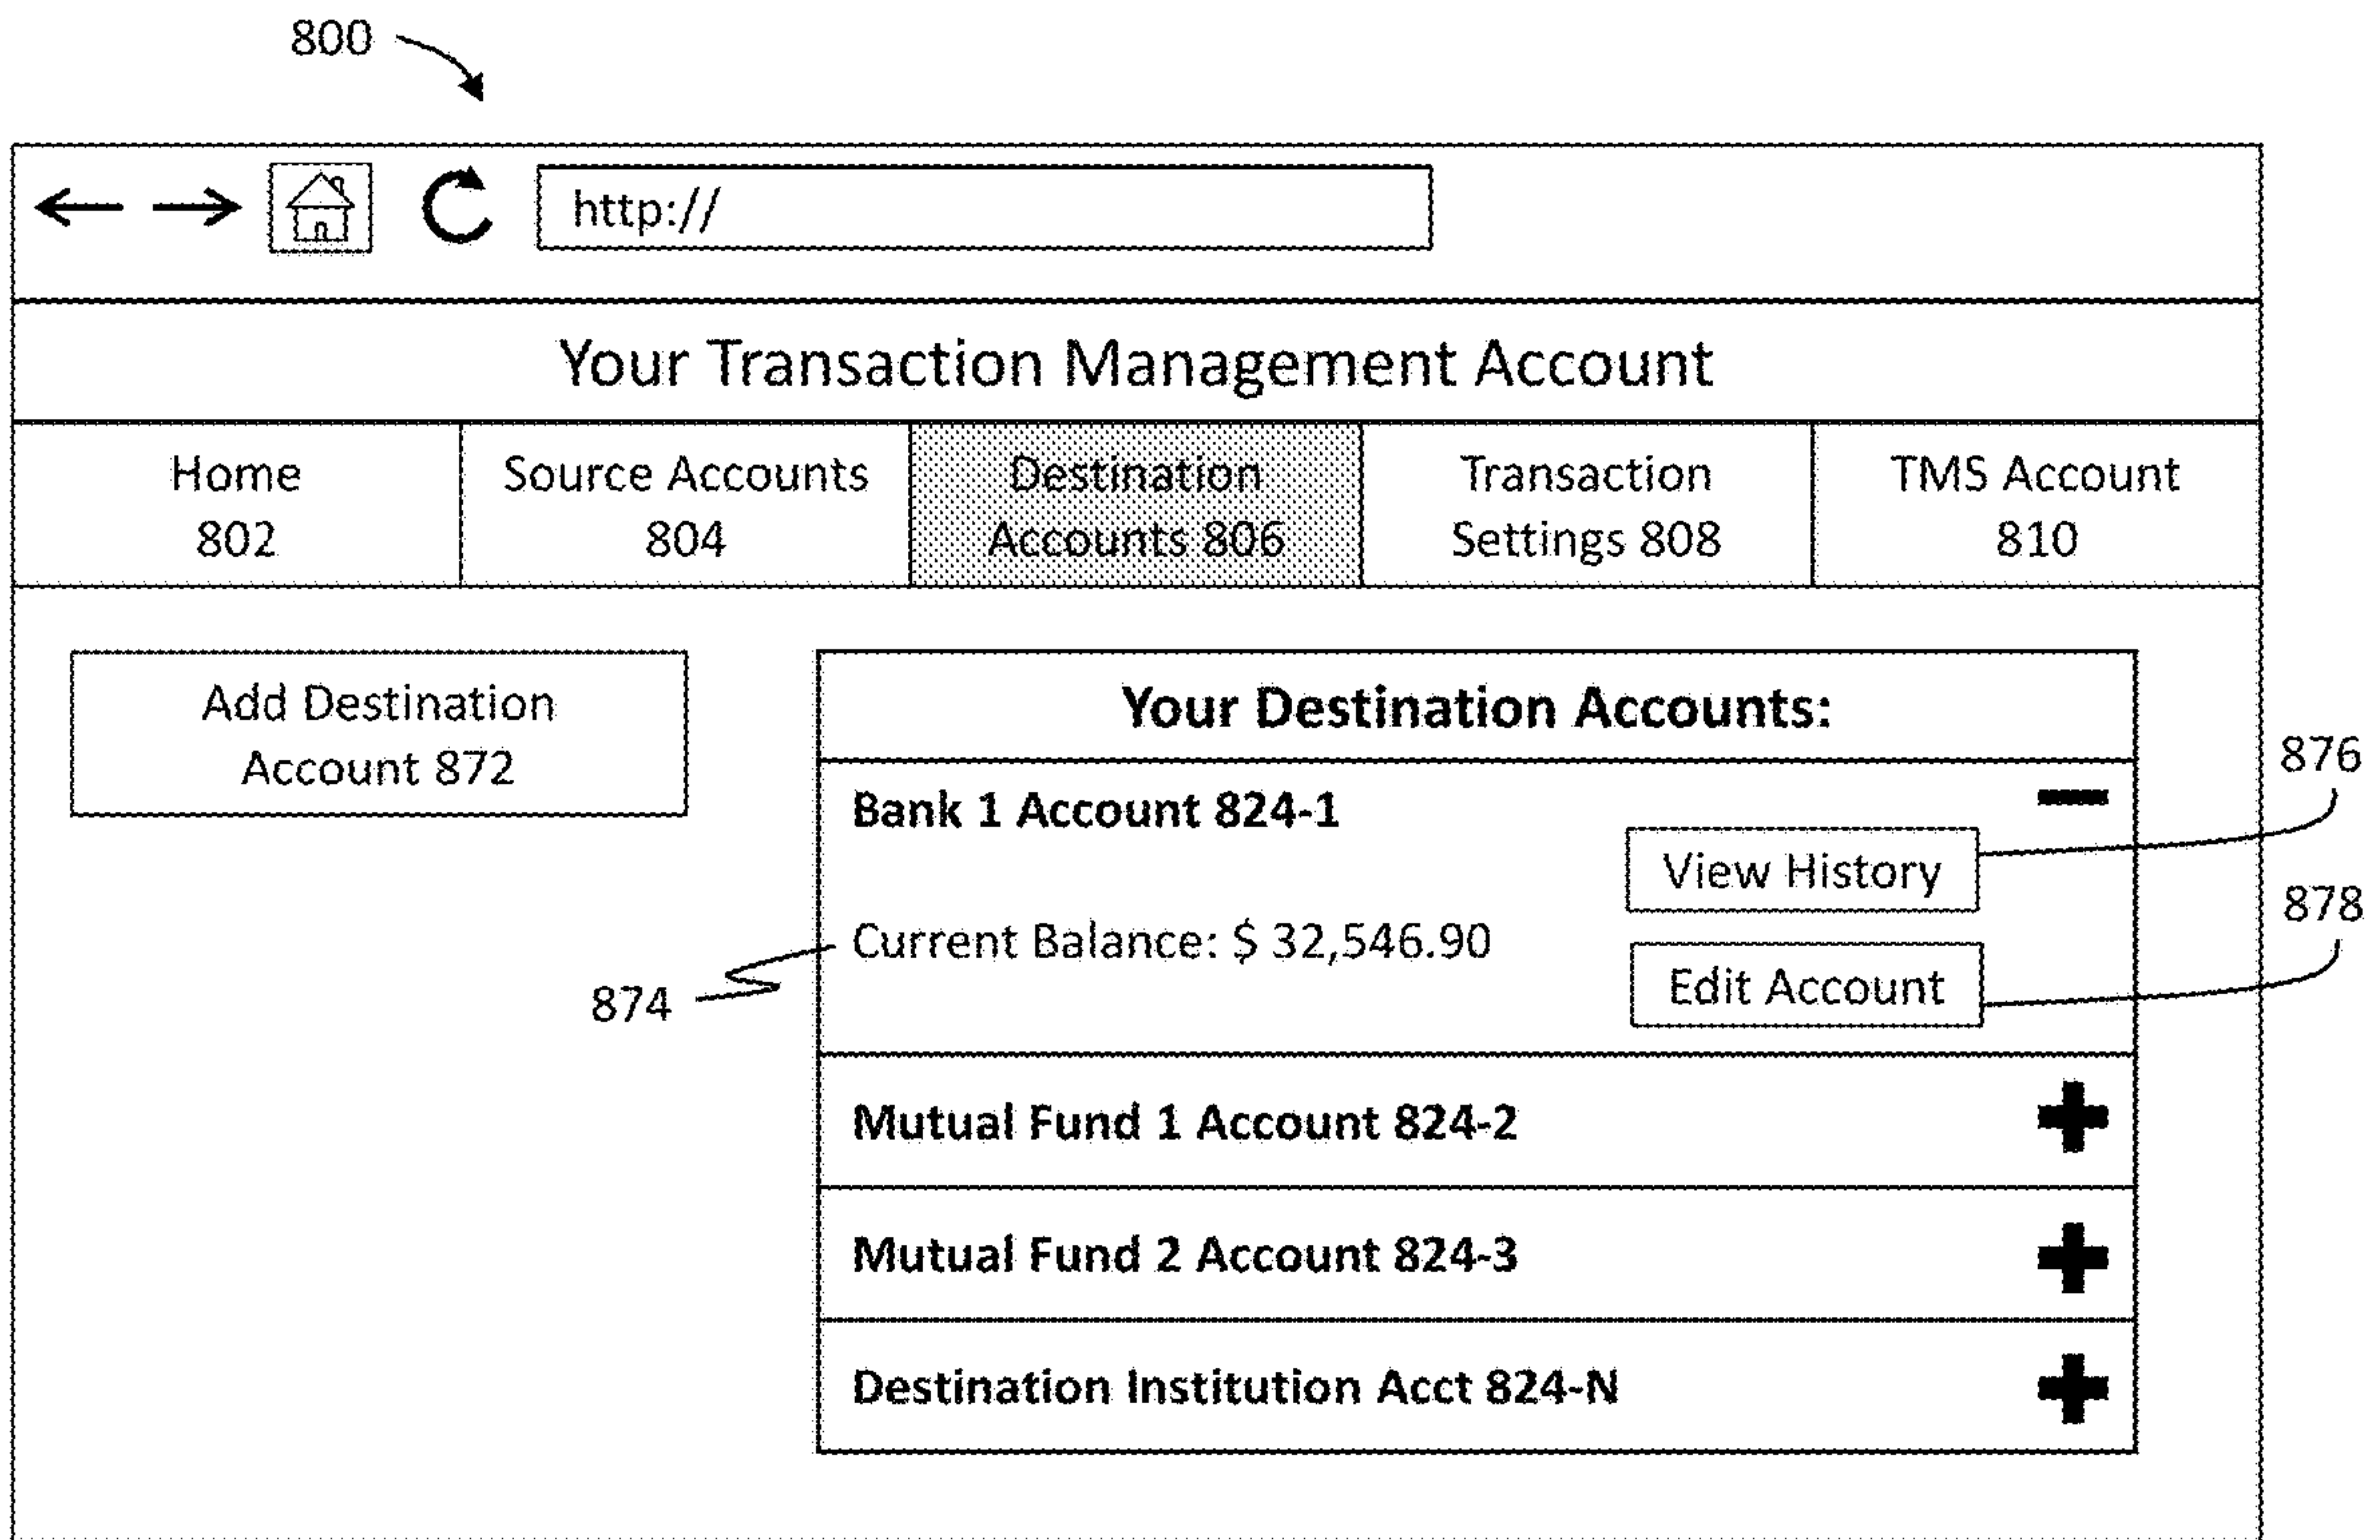 800
http://
Your Transaction Management Account
Home
802
Source Accounts
804
Destination
Accounts 806
Transaction
Settings 808
TMS Account
810
Add Destination
Account 872
Your Destination Accounts:
Bank 1 Account 824-1
View History
876
Current Balance: $ 32,546.90
874
Edit Account
878
Mutual Fund 1 Account 824-2
Mutual Fund 2 Account 824-3
Destination Institution Acct 824-N